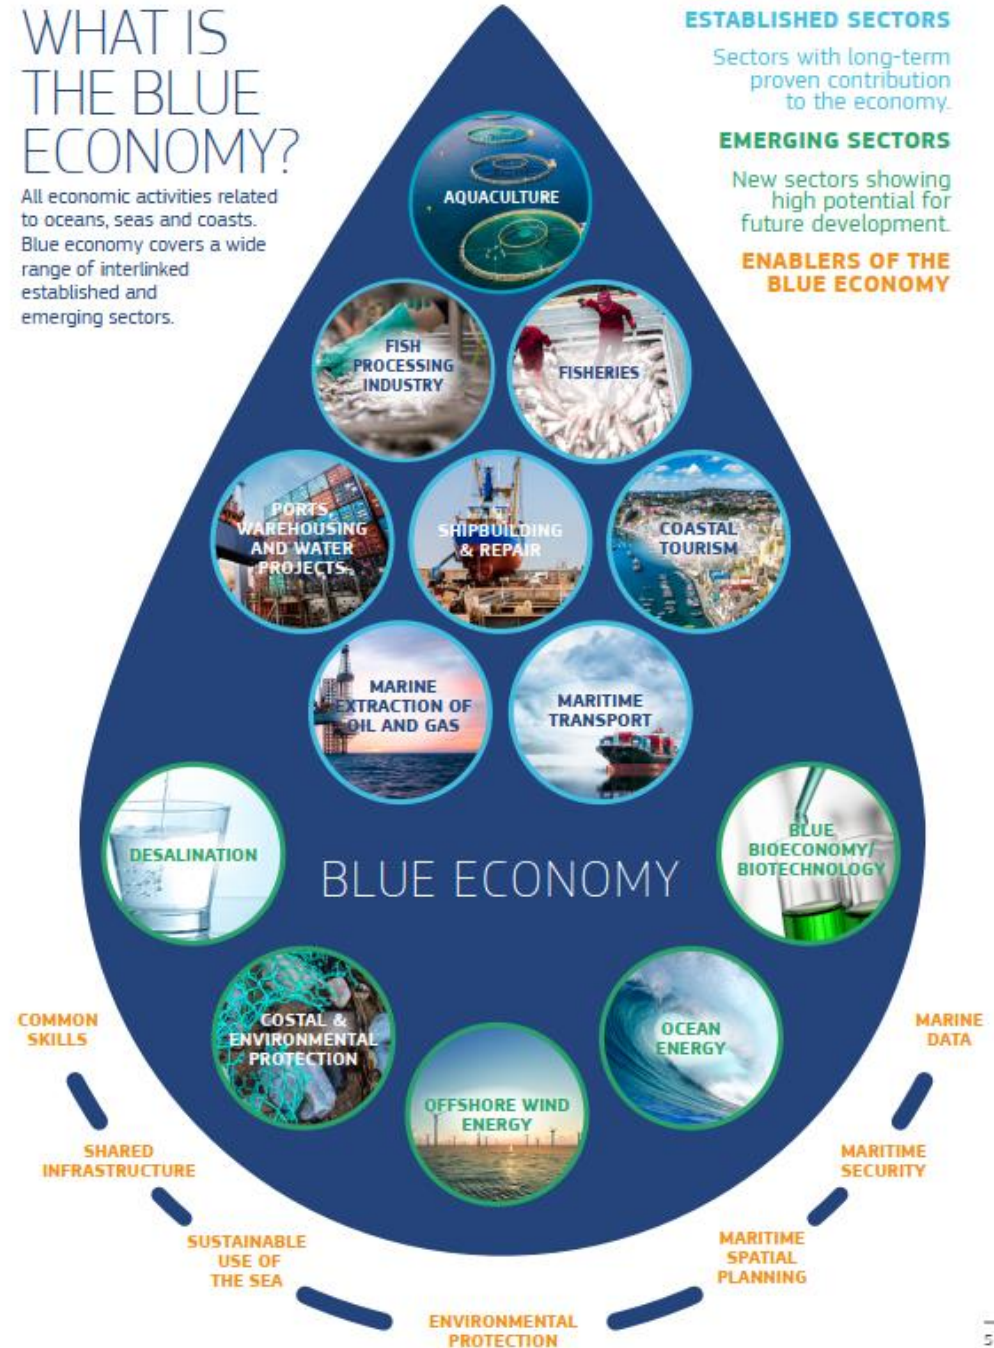 WHAT IS
THE BLUE
ECONOMY?
All economic activities related
to oceans, seas and coasts.
Blue economy covers a wide
range of interlinked
established and
emerging sectors.
ESTABLISHED SECTORS
Sectors with long-term
proven contribution
to the economy.
EMERGING SECTORS
New sectors showing
high potential for
future development.
ENABLERS OF THE
BLUE ECONOMY
AQUACULTURE
FISH
PROCESSING
INDUSTRY
FISHERIES
PORTS,
WAREHOUSING
AND WATER
PROJECTS
SHIPBUILDING
& REPAIR
COASTAL
TOURISM
MARINE
EXTRACTION OF
OIL AND GAS
MARITIME
TRANSPORT
DESALINATION
BLUE ECONOMY
BLUE
BIOECONOMY/
BIOTECHNOLOGY
COSTAL &
ENVIRONMENTAL
PROTECTION
OFFSHORE WIND
ENERGY
OCEAN
ENERGY
COMMON
SKILLS
SHARED
INFRASTRUCTURE
SUSTAINABLE
USE OF
THE SEA
ENVIRONMENTAL
PROTECTION
MARITIME
SPATIAL
PLANNING
MARITIME
SECURITY
MARINE
DATA
5